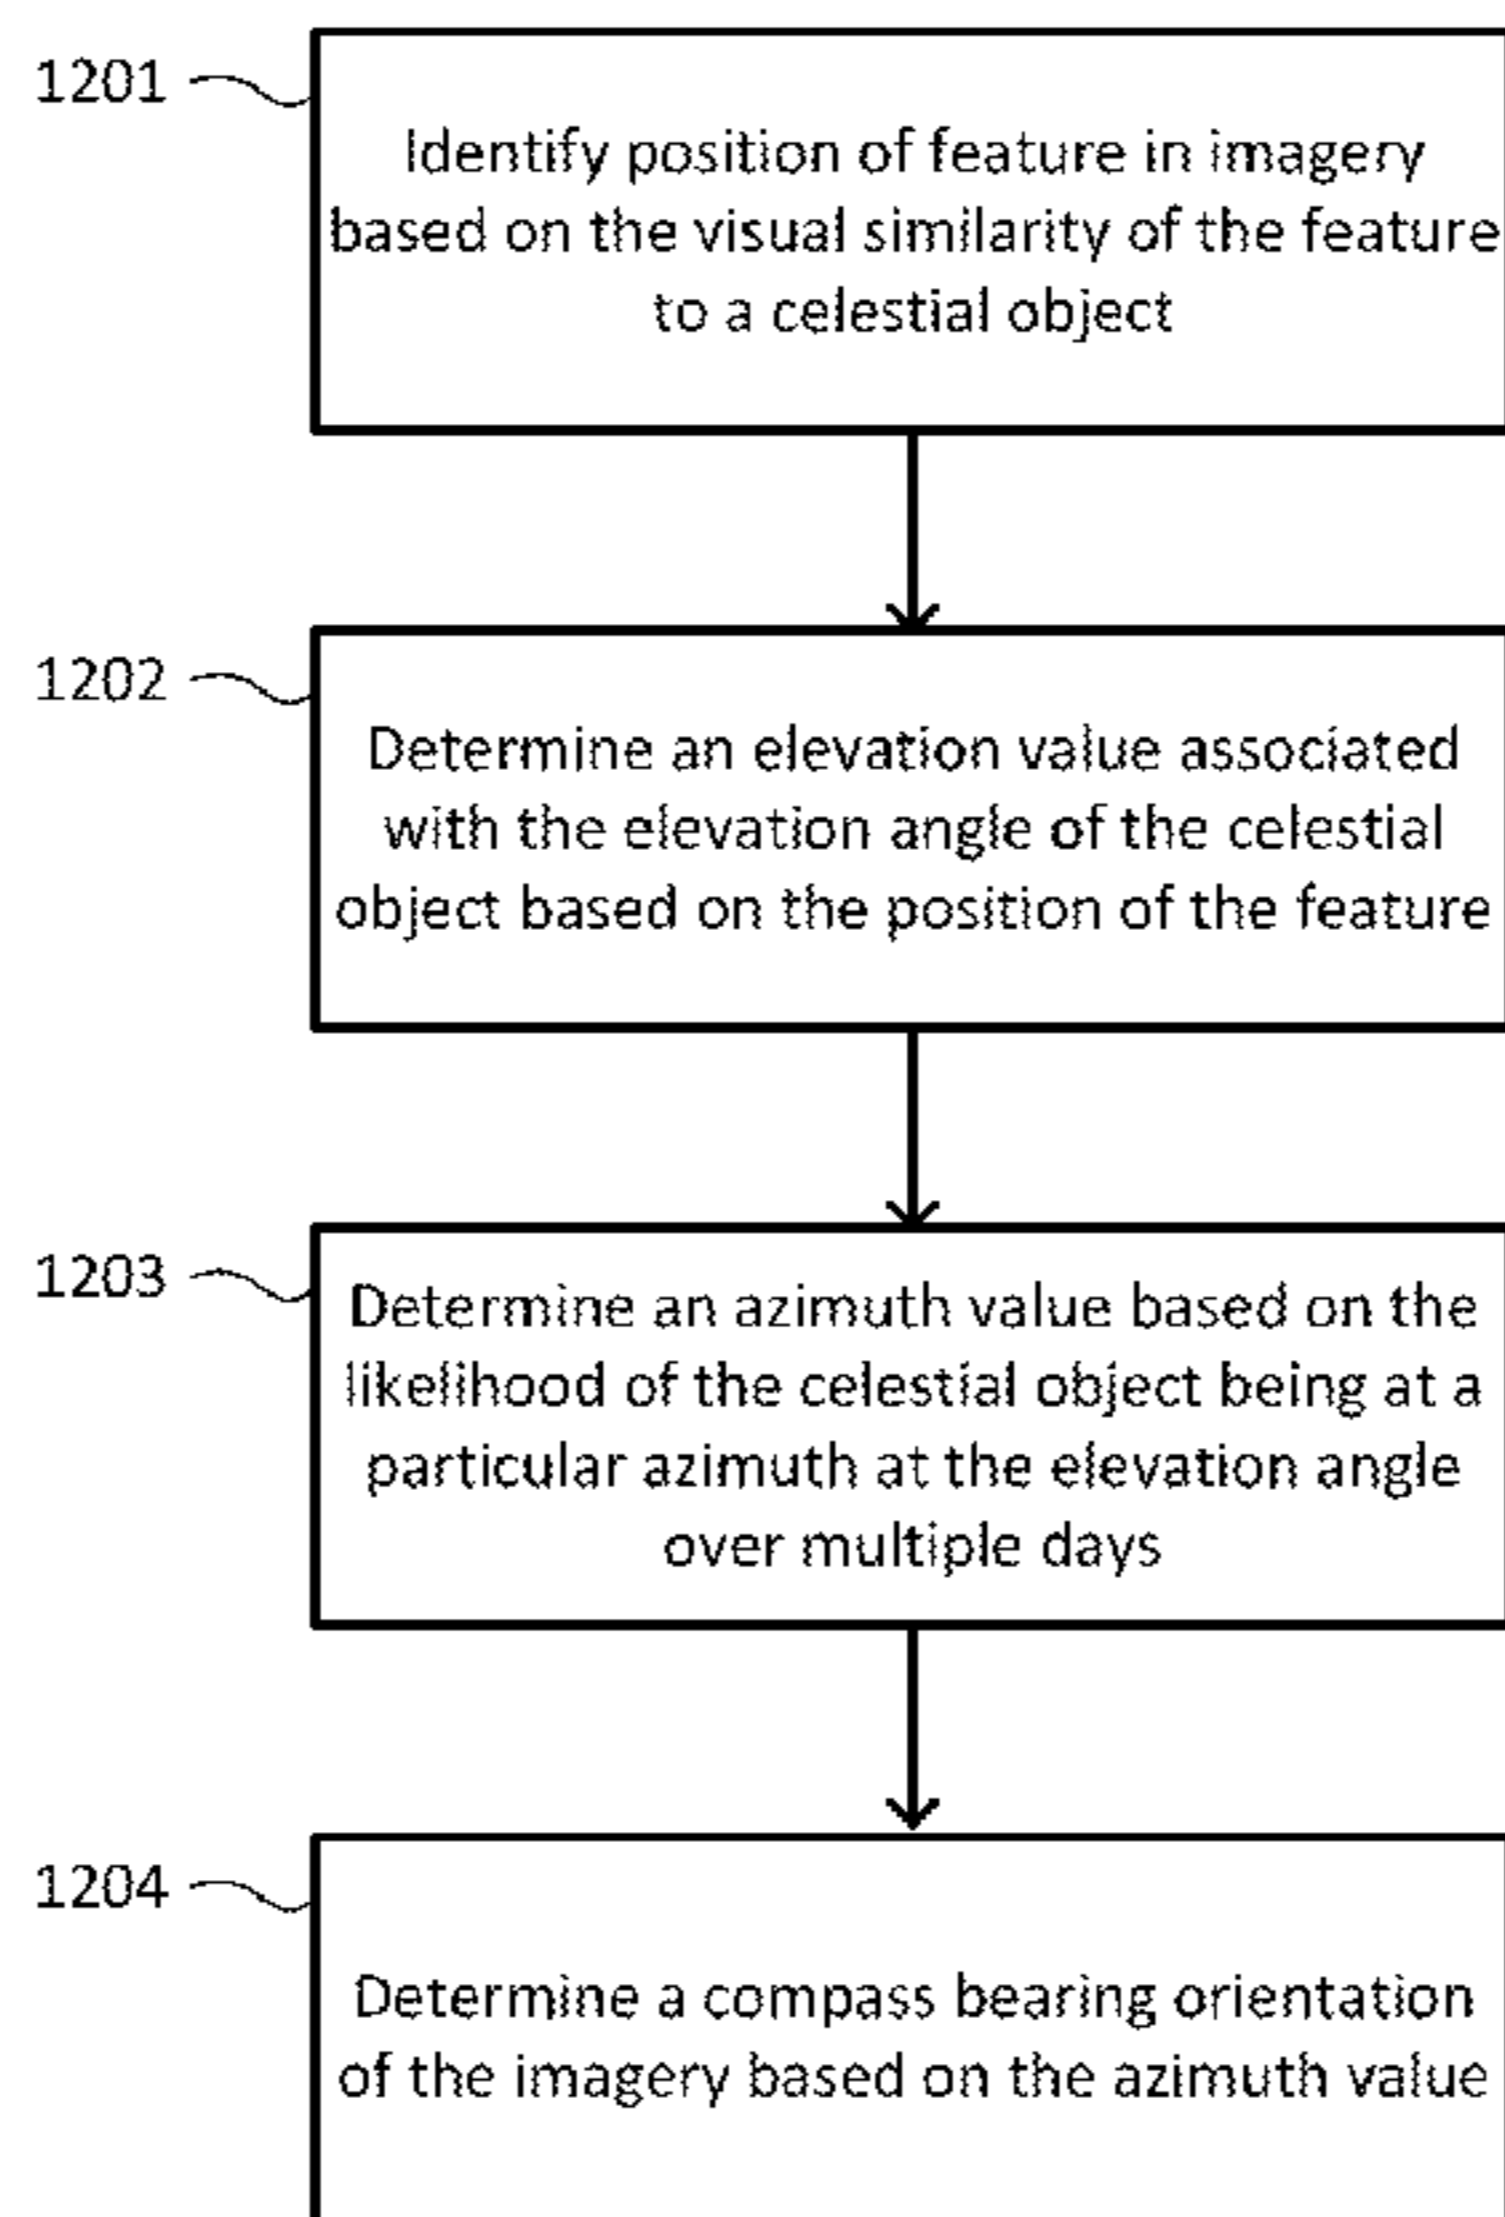 1201
Identify position of feature in imagery
based on the visual similarity of the feature
to a celestial object
1202
Determine an elevation value associated
with the elevation angle of the celestial
object based on the position of the feature
1203
Determine an azimuth value based on the
likelihood of the celestial object being at a
particular azimuth at the elevation angle
over multiple days
1204
Determine a compass bearing orientation
of the imagery based on the azimuth value